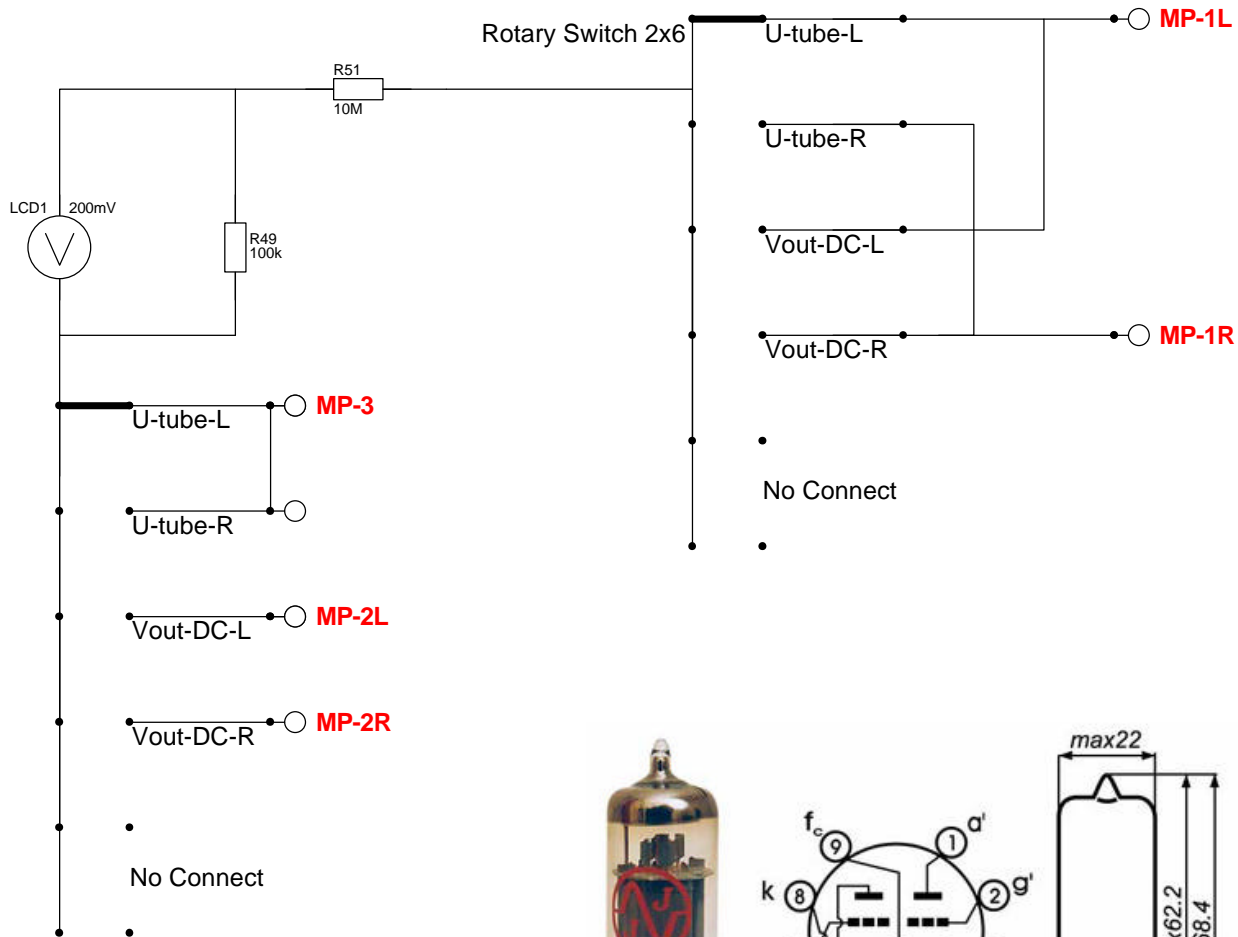 Rotary Switch 2x6
U-tube-L
MP-1L
R51
10M
U-tube-R
LCD1
200mV
R49
100k
Vout-DC-L
Vout-DC-R
MP-1R
U-tube-L
MP-3
No Connect
U-tube-R
Vout-DC-L
MP-2L
Vout-DC-R
MP-2R
No Connect
max22
f c
9
a'
1
k
8
2
g'
JJ